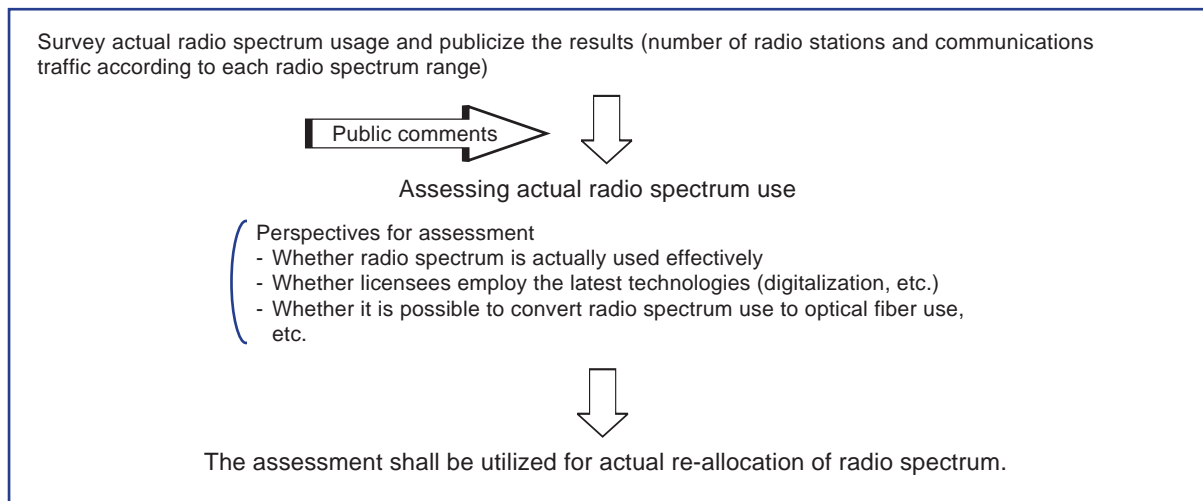 Survey actual radio spectrum usage and publicize the results (number of radio stations and communications
traffic according to each radio spectrum range)
Public comments
Assessing actual radio spectrum use
Perspectives for assessment
- Whether radio spectrum is actually used effectively
- Whether licensees employ the latest technologies (digitalization, etc.)
- Whether it is possible to convert radio spectrum use to optical fiber use,
etc.
The assessment shall be utilized for actual re-allocation of radio spectrum.